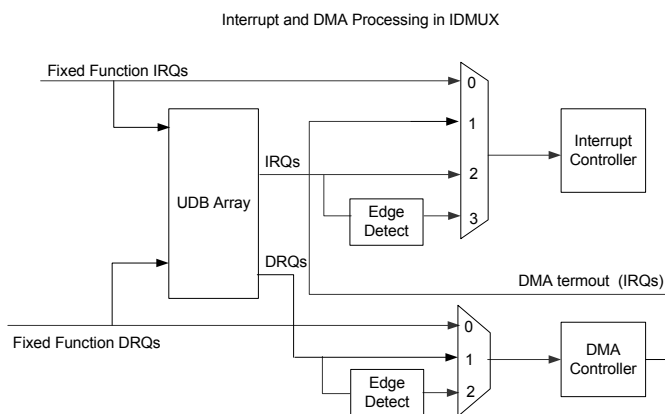 Interrupt and DMA Processing in IDMUX
Fixed Function IRQs
0
1
Interrupt
Controller
IRQs
2
UDB Array
Edge
Detect
3
DRQs
DMA termout (IRQs)
0
Fixed Function DRQs
1
DMA
Controller
Edge
Detect
2